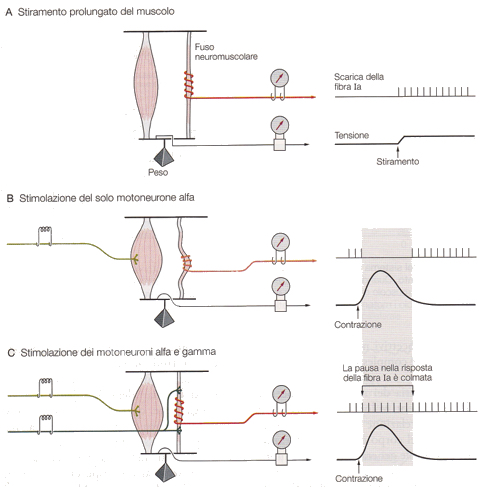 A Stiramento prolungato del muscolo
Fuso
neuromuscolare
Peso
Scarica della
fibra Ia
Tensione
Stiramento
B Stimolazione del solo motoneurone alfa
Contrazione
C Stimolazione dei motoneuroni alfa e gamma
La pausa nella risposta
della fibra Ia è colmata
Contrazione